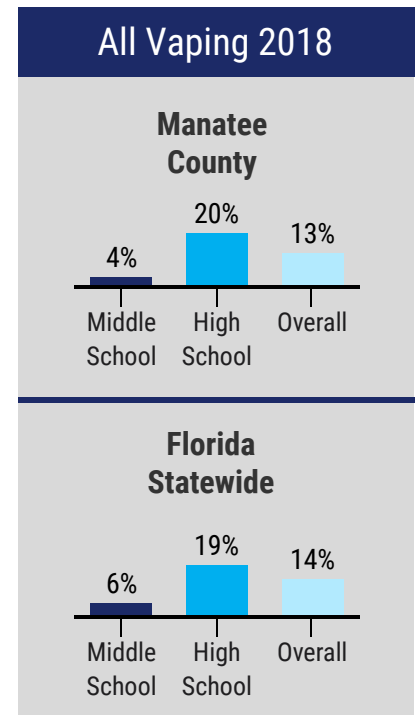 All Vaping 2018
Manatee
County
4%
20%
13%
Middle
School
High
School
Overall
Florida
Statewide
6%
19%
14%
Middle
School
High
School
Overall